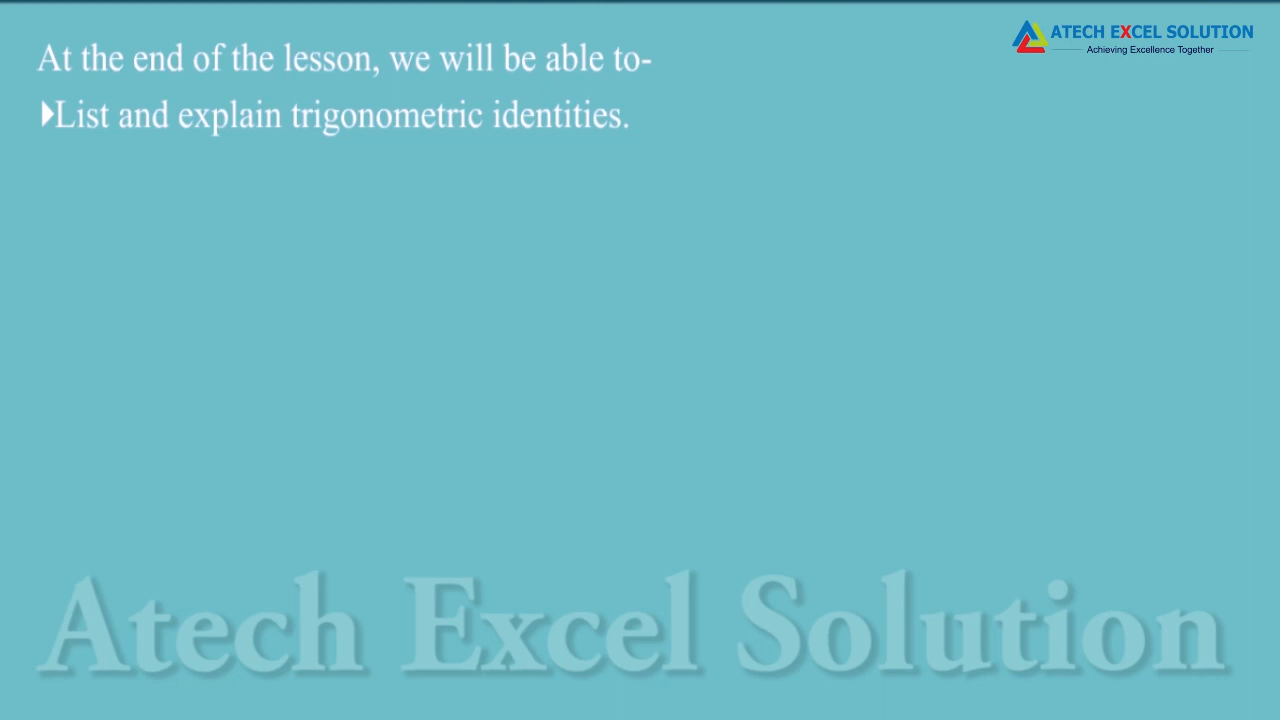 At the end of the lesson, we will be able to-
List and explain trigonometric identities.
ATECH EXCEL SOLUTION
Achieving Excellence Together
Atech Excel Solution